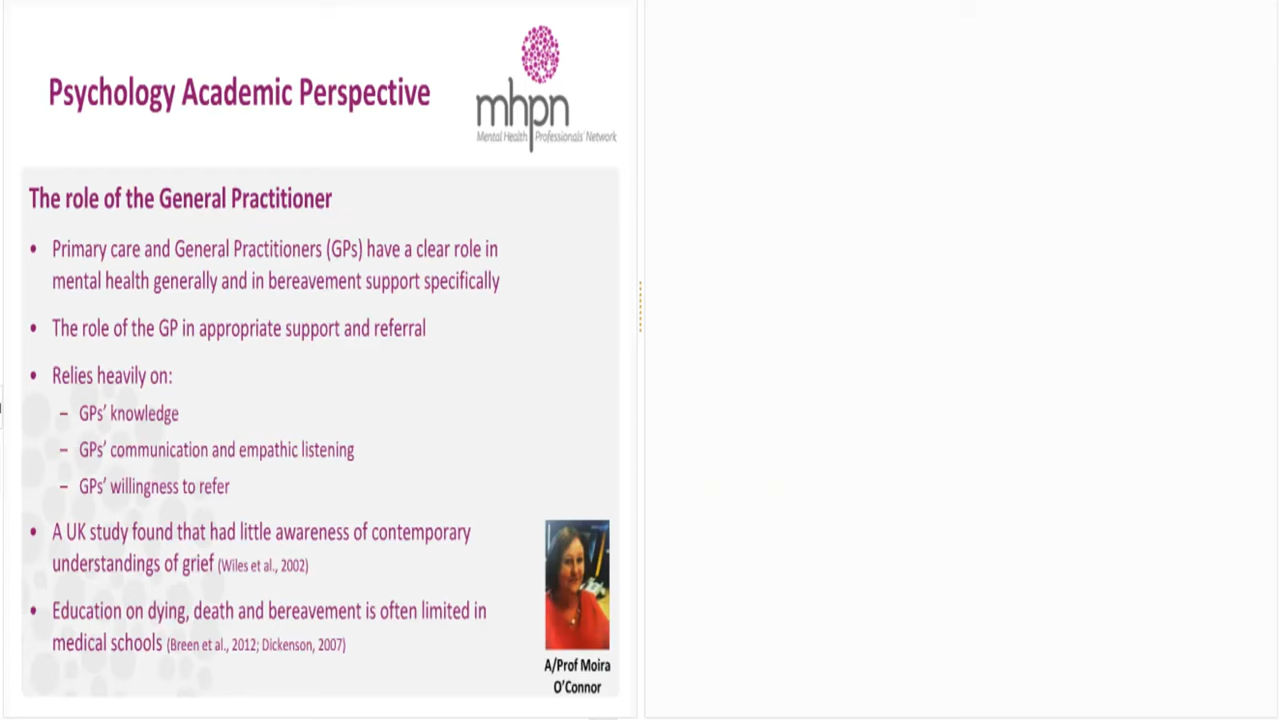 Psychology Academic Perspective
mhpn
Mental Health Professionals' Network
The role of the General Practitioner
• Primary care and General Practitioners (GPs) have a clear role in
mental health generally and in bereavement support specifically
• The role of the GP in appropriate support and referral
• Relies heavily on:
– GPs’ knowledge
– GPs’ communication and empathic listening
– GPs’ willingness to refer
• A UK study found that had little awareness of contemporary
understandings of grief (Wiles et al., 2002)
• Education on dying, death and bereavement is often limited in
medical schools (Breen et al., 2012; Dickenson, 2007)
A/Prof Moira
O’Connor